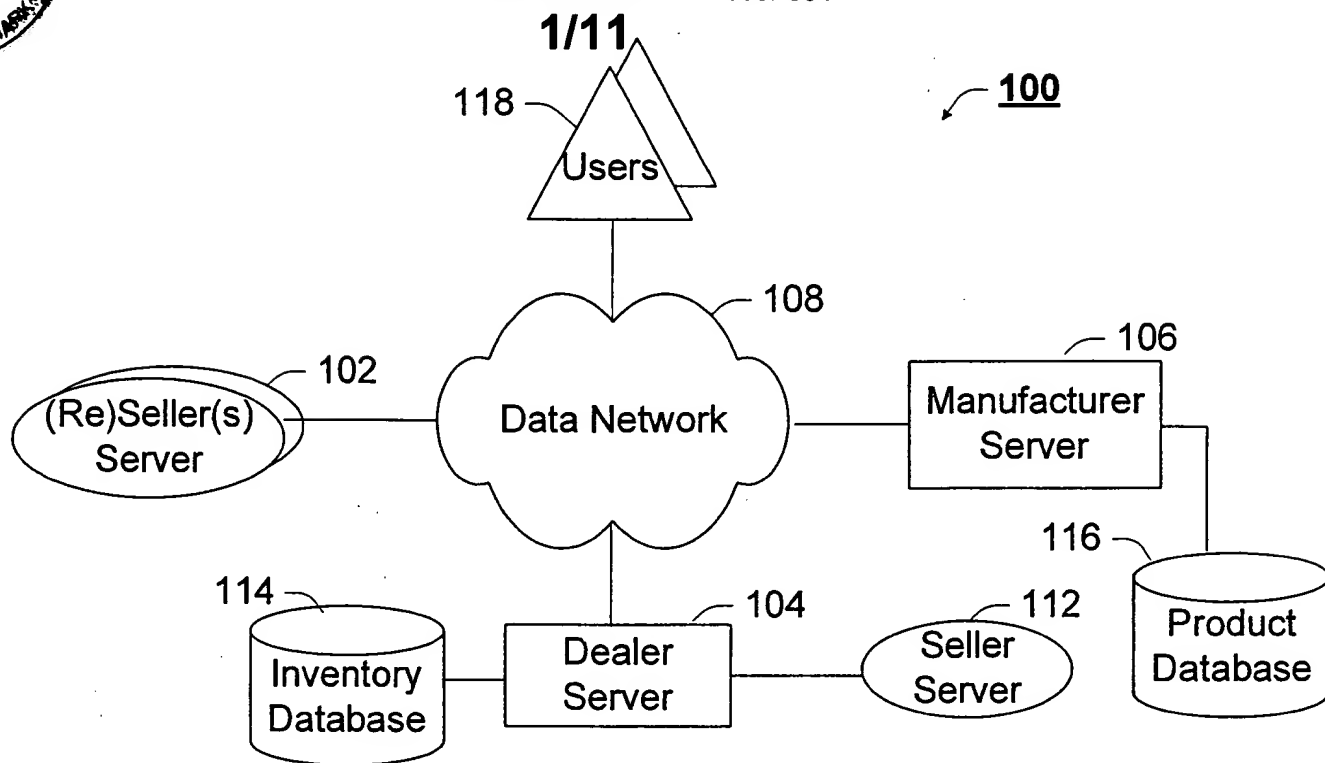 1/11
118
100
Users
108
102
106
(Re)Seller(s)
Server
Data Network
Manufacturer
Server
116
114
104
112
Inventory
Database
Dealer
Server
Seller
Server
Product
Database